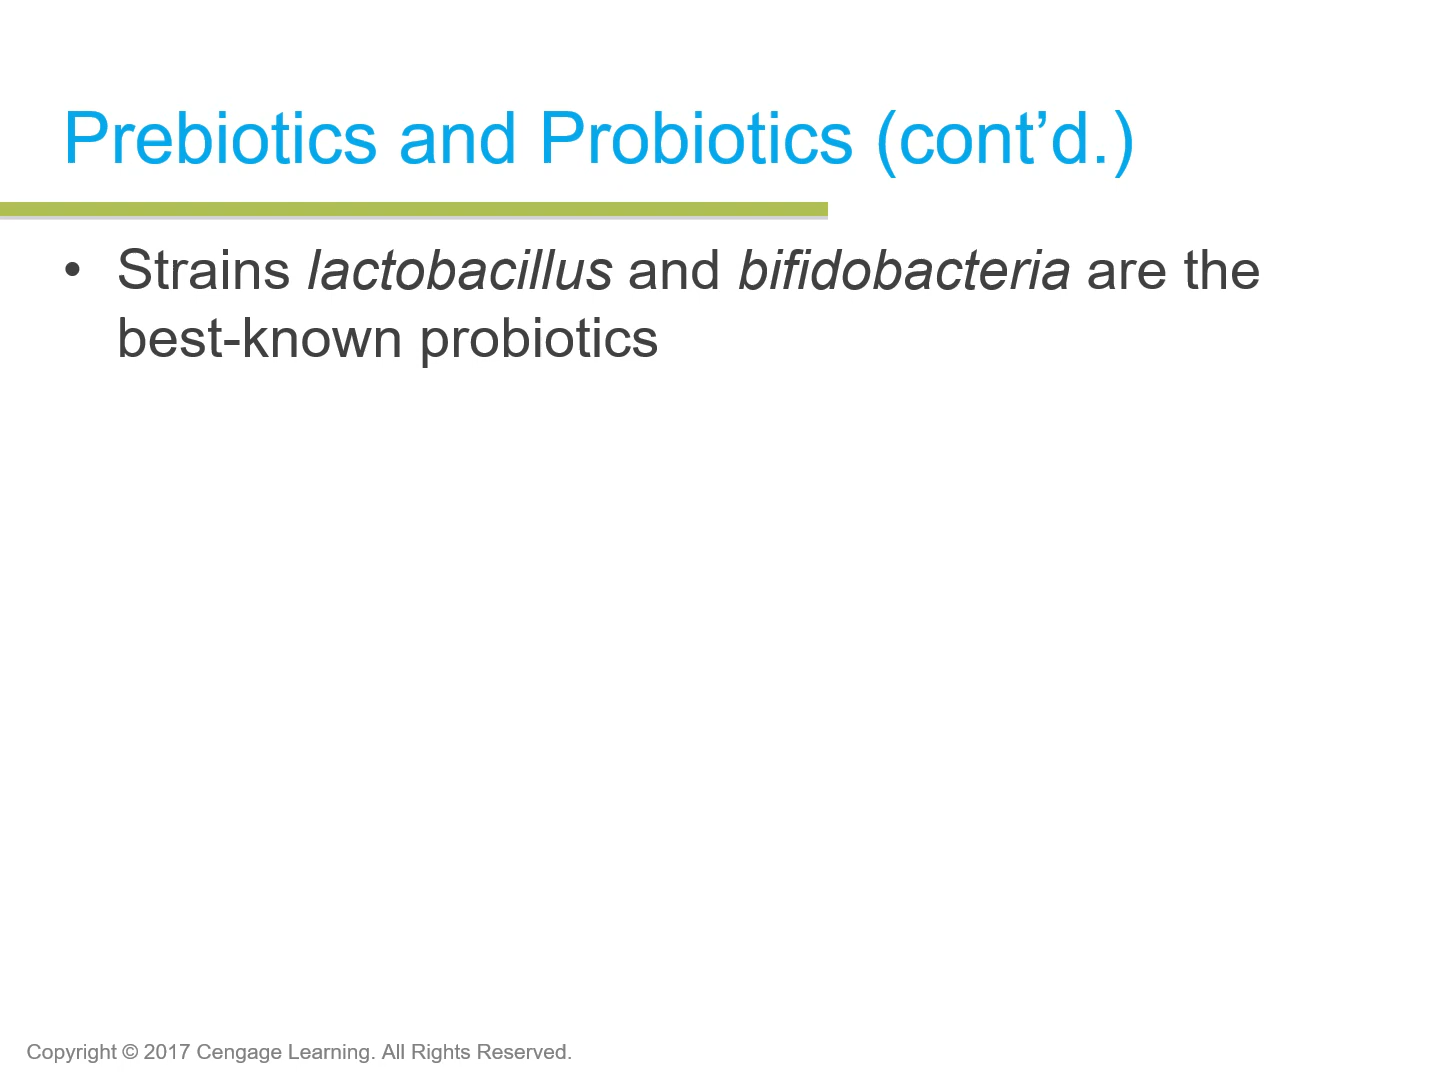 Prebiotics and Probiotics (cont’d.)
• Strains lactobacillus and bifidobacteria are the
best-known probiotics
Copyright © 2017 Cengage Learning. All Rights Reserved.